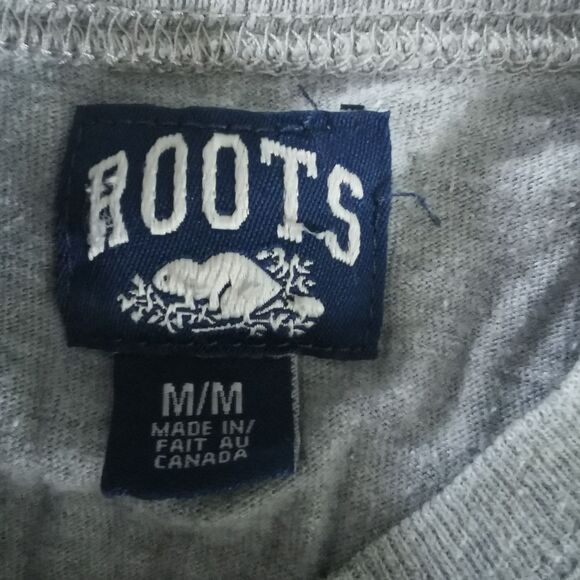 ROOTS
M/M
MADE IN/
FAIT AU
CANADA